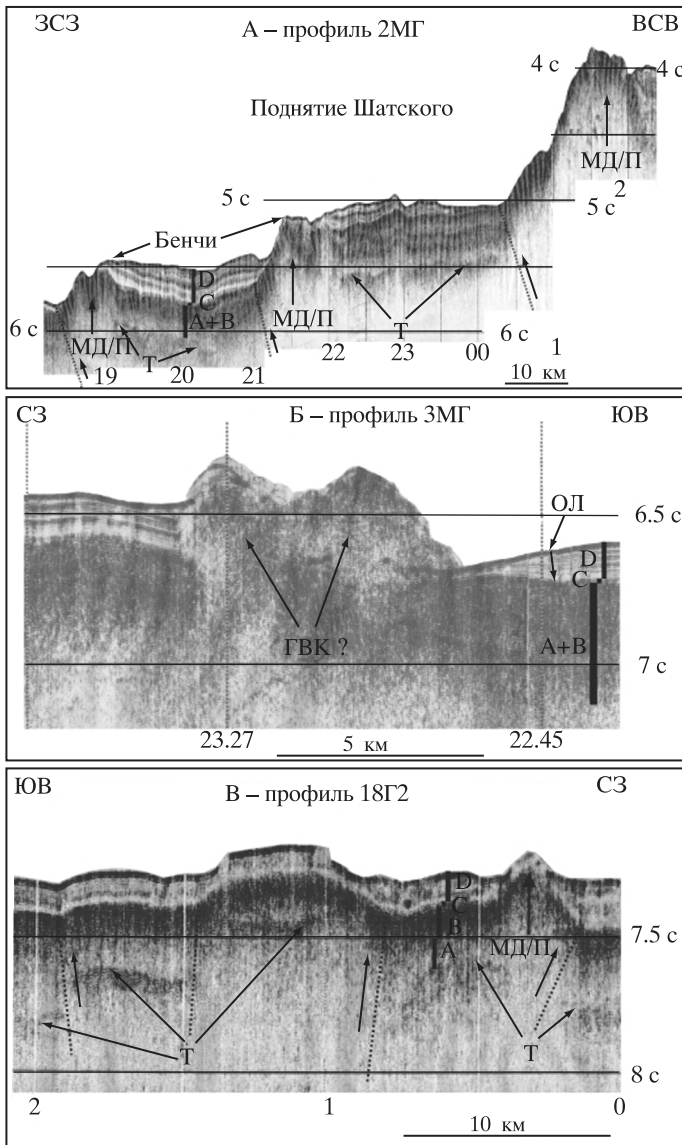 ЗСЗ А – профиль 2МГ ВСВ
4 с 4 с
Поднятие Шатского
МД/П
2
5 с 5 с
Бенчи
D
C
A+B
6 с МД/П Т МД/П Т 6 с
19 20 21 22 23 00 1
10 км
СЗ Б – профиль 3МГ ЮВ
6.5 с
ОЛ
D
C
ГВК ? A+B
7 с
23.27 5 км 22.45
ЮВ В – профиль 18Г2 СЗ
D
C
B
7.5 с
A МД/П
Т Т
8 с
2 1 0
10 км